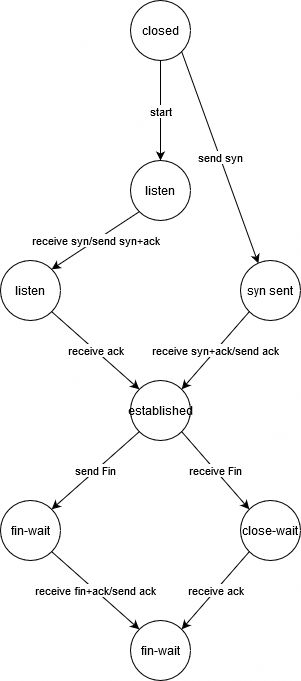 closed
start
send syn
listen
receive syn/send syn+ack
listen
syn sent
receive ack
receive syn+ack/send ack
established
send Fin
receive Fin
fin-wait
close-wait
receive fin+ack/send ack
receive ack
fin-wait